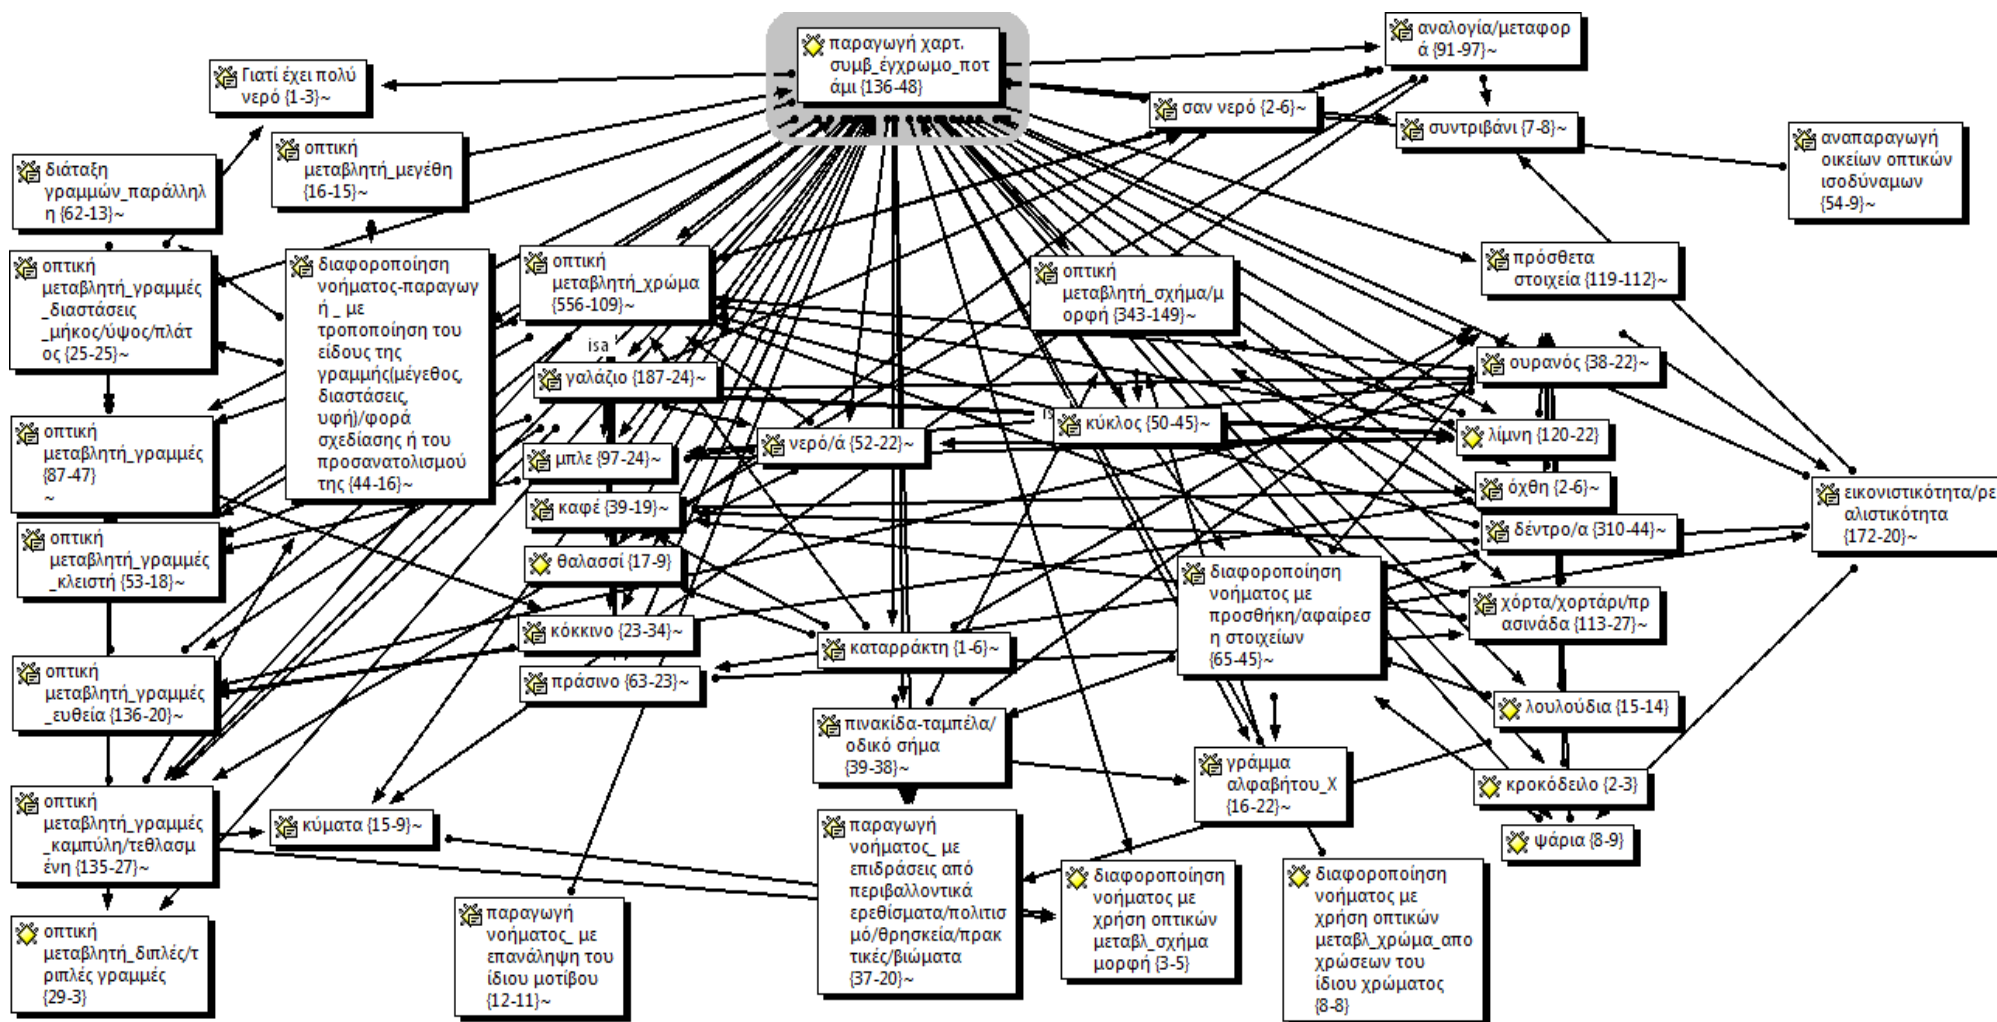 παραγωγή χαρτ.
συμβ_έγχρωμο_ποτ
άμι {136-48}
αναλογία/μεταφορ
ά {91-97}~
Γιατί έχει πολύ
νερό {1-3}~
σαν νερό {2-6}~
συντριβάνι {7-8}~
αναπαραγωγή
οικείων οπτικών
ισοδύναμων
{54-9}~
οπτική
μεταβλητή_μεγέθη
{16-15}~
διάταξη
γραμμών_παράλληλ
η {62-13}~
οπτική
μεταβλητή_γραμμές
_διαστάσεις
_μήκος/ύψος/πλάτ
ος {25-25}~
διαφοροποίηση
νοήματος-παραγωγ
ή _ με
τροποποίηση του
είδους της
γραμμής(μέγεθος,
διαστάσεις,
υφή)/φορά
σχεδίασης ή του
προσανατολισμού
της {44-16}~
οπτική
μεταβλητή_χρώμα
{556-109}~
οπτική
μεταβλητή_σχήμα/μ
ορφή {343-149}~
πρόσθετα
στοιχεία {119-112}~
isa
γαλάζιο {187-24}~
ουρανός {38-22}~
οπτική
μεταβλητή_γραμμές
{87-47}
~
κύκλος {50-45}~
νερό/ά {52-22}~
λίμνη {120-22}
μπλε {97-24}~
όχθη {2-6}~
καφέ {39-19}~
εικονιστικότητα/ρε
αλιστικότητα
{172-20}~
δέντρο/α {310-44}~
οπτική
μεταβλητή_γραμμές
_κλειστή {53-18}~
θαλασσί {17-9}
διαφοροποίηση
νοήματος με
προσθήκη/αφαίρεσ
η στοιχείων
{65-45}~
χόρτα/χορτάρι/πρ
ασινάδα {113-27}~
κόκκινο {23-34}~
καταρράκτη {1-6}~
οπτική
μεταβλητή_γραμμές
_ευθεία {136-20}~
πράσινο {63-23}~
λουλούδια {15-14}
πινακίδα-ταμπέλα/
οδικό σήμα
{39-38}~
γράμμα
αλφαβήτου_Χ
{16-22}~
κροκόδειλο {2-3}
οπτική
μεταβλητή_γραμμές
_καμπύλη/τεθλασμ
ένη {135-27}~
κύματα {15-9}~
παραγωγή
νοήματος_ με
επιδράσεις από
περιβαλλοντικά
ερεθίσματα/πολιτισ
μό/θρησκεία/πρακ
τικές/βιώματα
{37-20}~
ψάρια {8-9}
διαφοροποίηση
νοήματος με
χρήση οπτικών
μεταβλ_σχήμα
μορφή {3-5}
διαφοροποίηση
νοήματος με
χρήση οπτικών
μεταβλ_χρώμα_απο
χρώσεων του
ίδιου χρώματος
{8-8}
παραγωγή
νοήματος_ με
επανάληψη του
ίδιου μοτίβου
{12-11}~
οπτική
μεταβλητή_διπλές/τ
ριπλές γραμμές
{29-3}